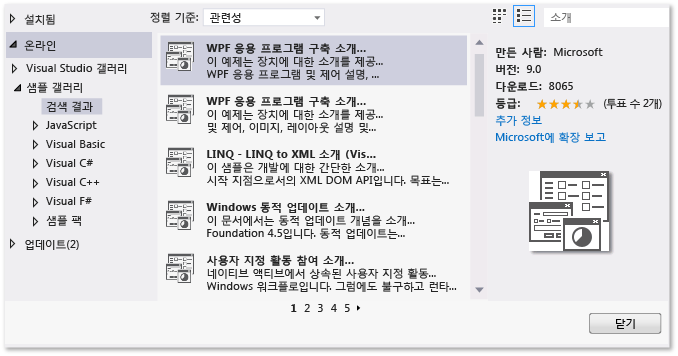 설치됨
정렬 기준: 관련성
소개
온라인
Visual Studio 갤러리
샘플 갤러리
검색 결과
JavaScript
Visual Basic
Visual C#
Visual C++
Visual F#
샘플 팩
업데이트(2)
WPF 응용 프로그램 구축 소개...
이 예제는 장치에 대한 소개를 제공...
WPF 응용 프로그램 및 제어 설명, ...
WPF 응용 프로그램 구축 소개...
이 예제는 장치에 대한 소개를 제공...
및 제어, 이미지, 레이아웃 설명 및...
LINQ - LINQ to XML 소개 (Vis...
이 샘플은 개발에 대한 간단한 소개...
시작 지점으로서의 XML DOM API입니다. 목표는...
Windows 동적 업데이트 소개...
이 문서에서는 동적 업데이트 개념을 소개...
Foundation 4.5입니다. 동적 업데이트는...
사용자 지정 활동 참여 소개...
네이티브 액티브에서 상속된 사용자 지정 활동...
Windows 워크플로입니다. 그럼에도 불구하고 런타...
1 2 3 4 5
만든 사람: Microsoft
버전: 9.0
다운로드: 8065
등급: (투표 수 2개)
추가 정보
Microsoft에 확장 보고
닫기